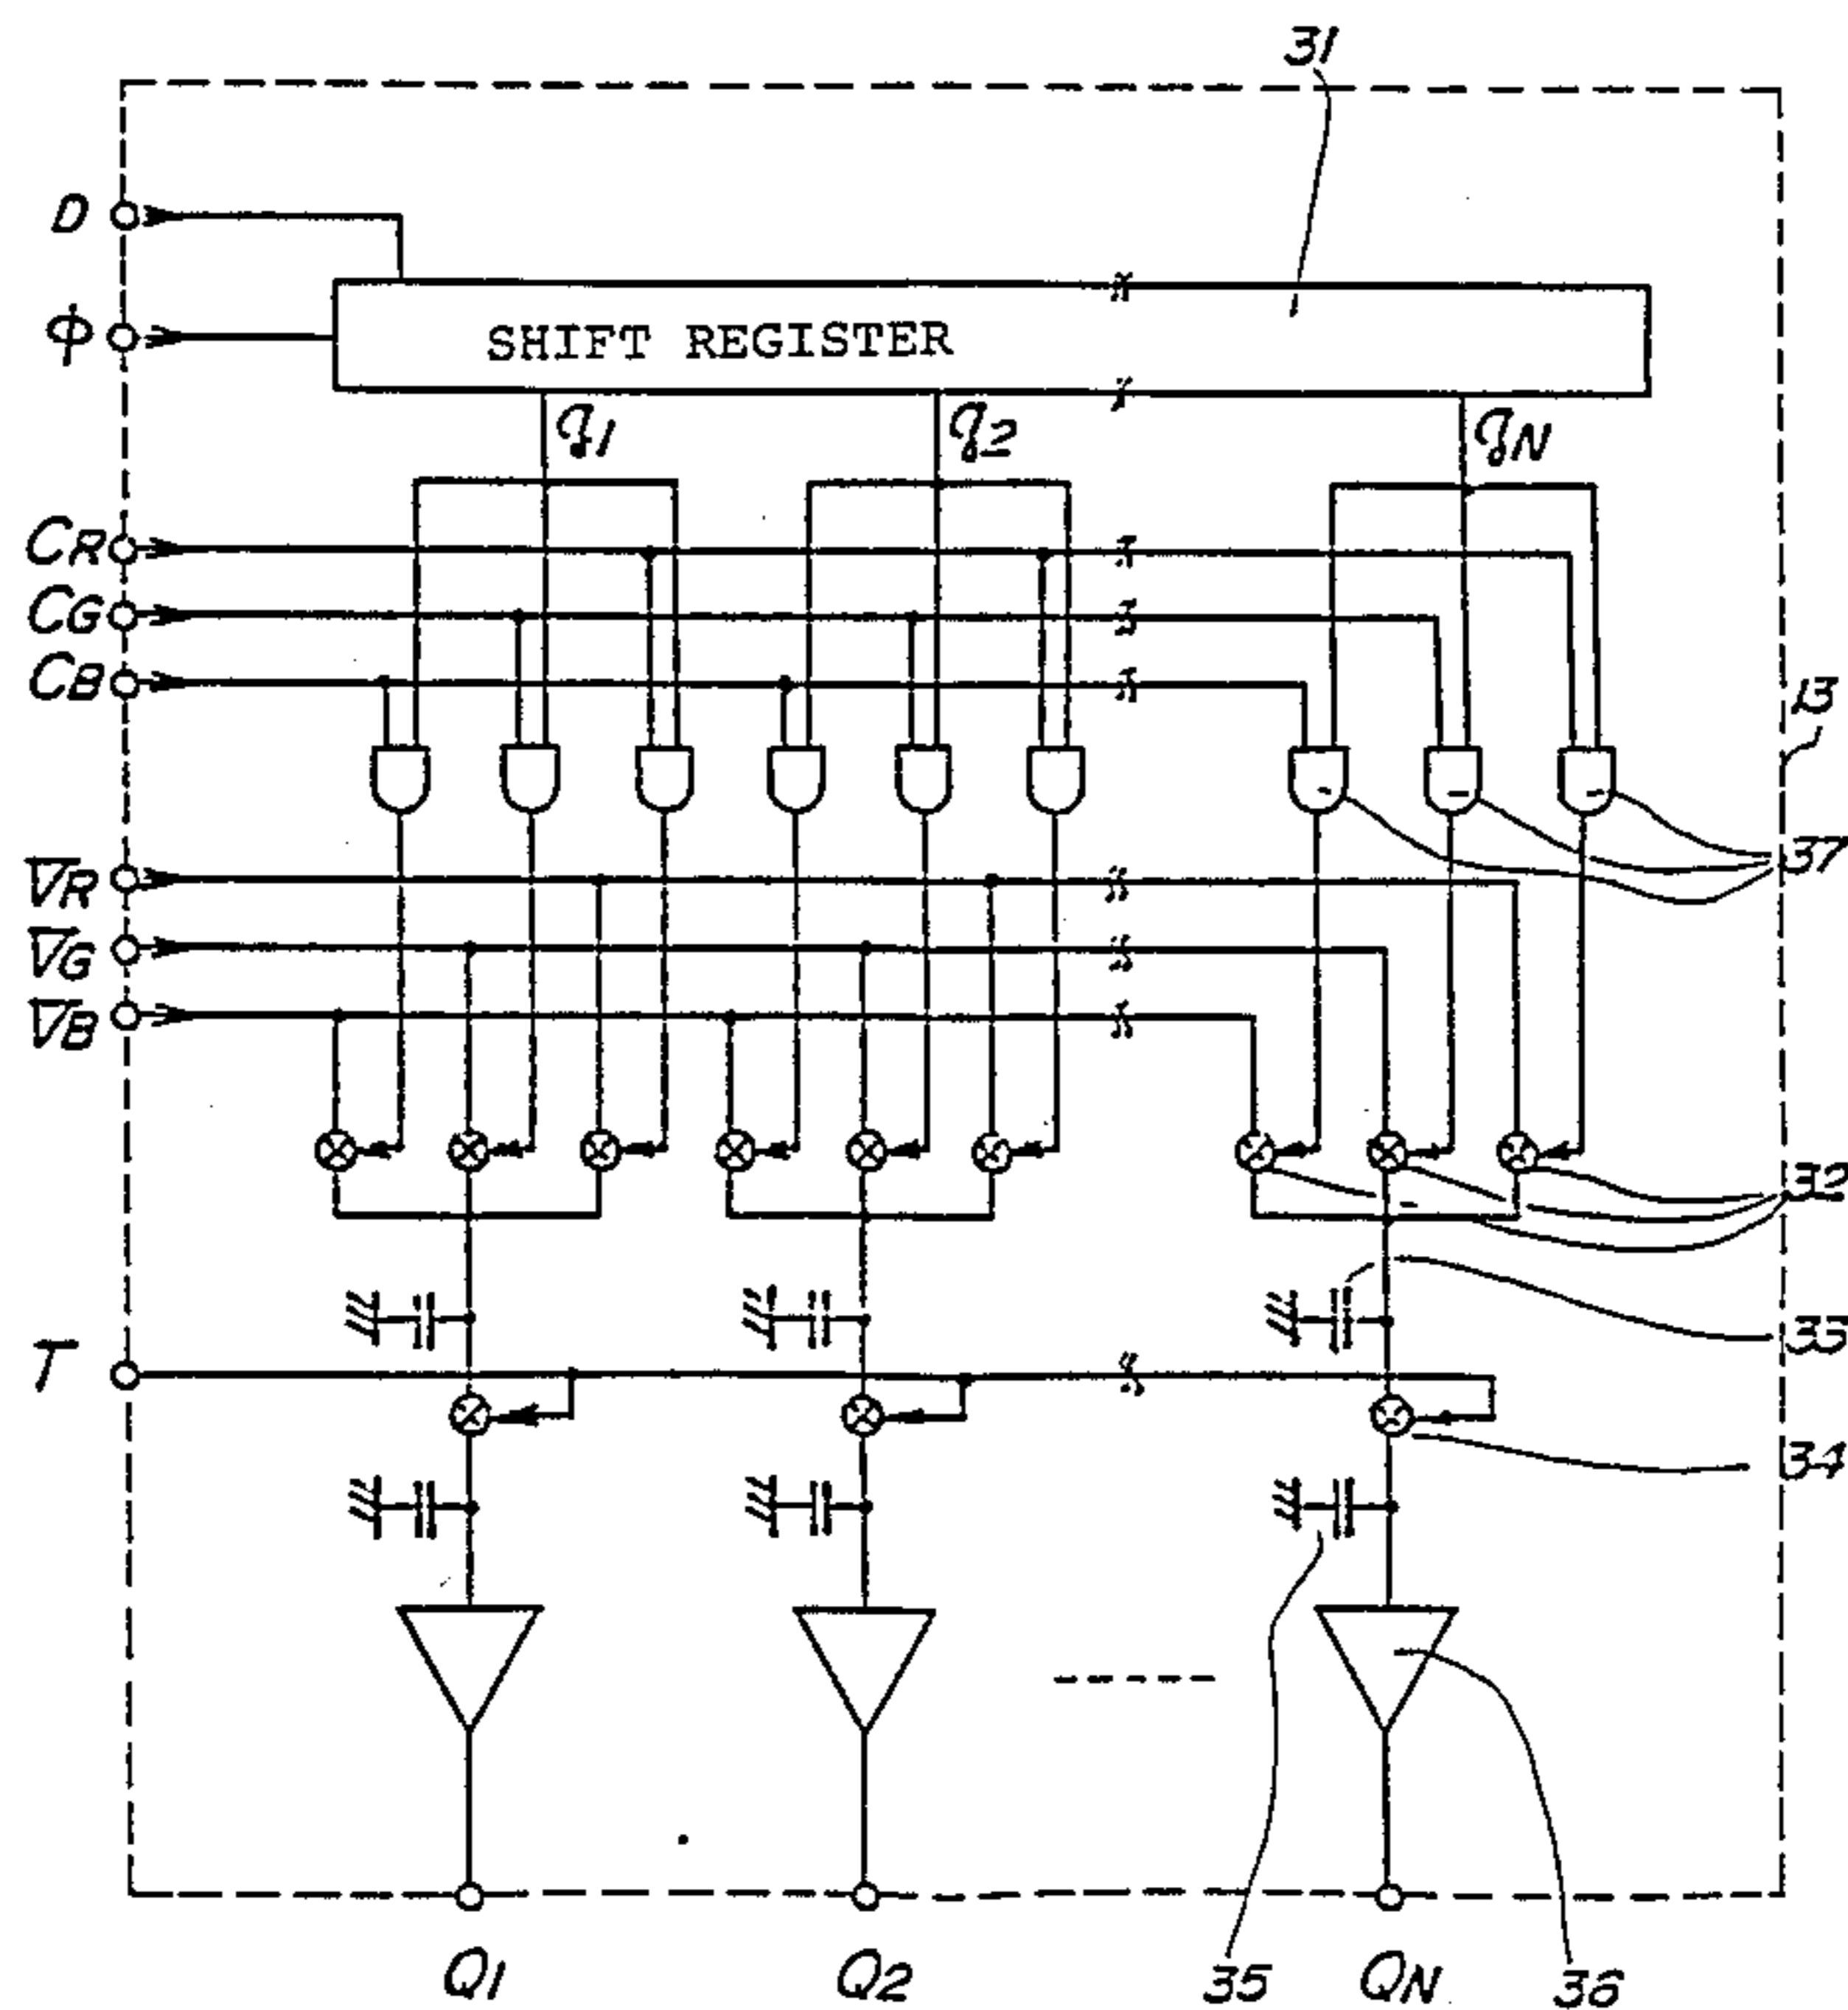 31
D
Φ
SHIFT REGISTER
q1
q2
qN
CR
CG
CB
13
37
VR
VG
VB
32
33
T
34
Q1
Q2
35
QN
36